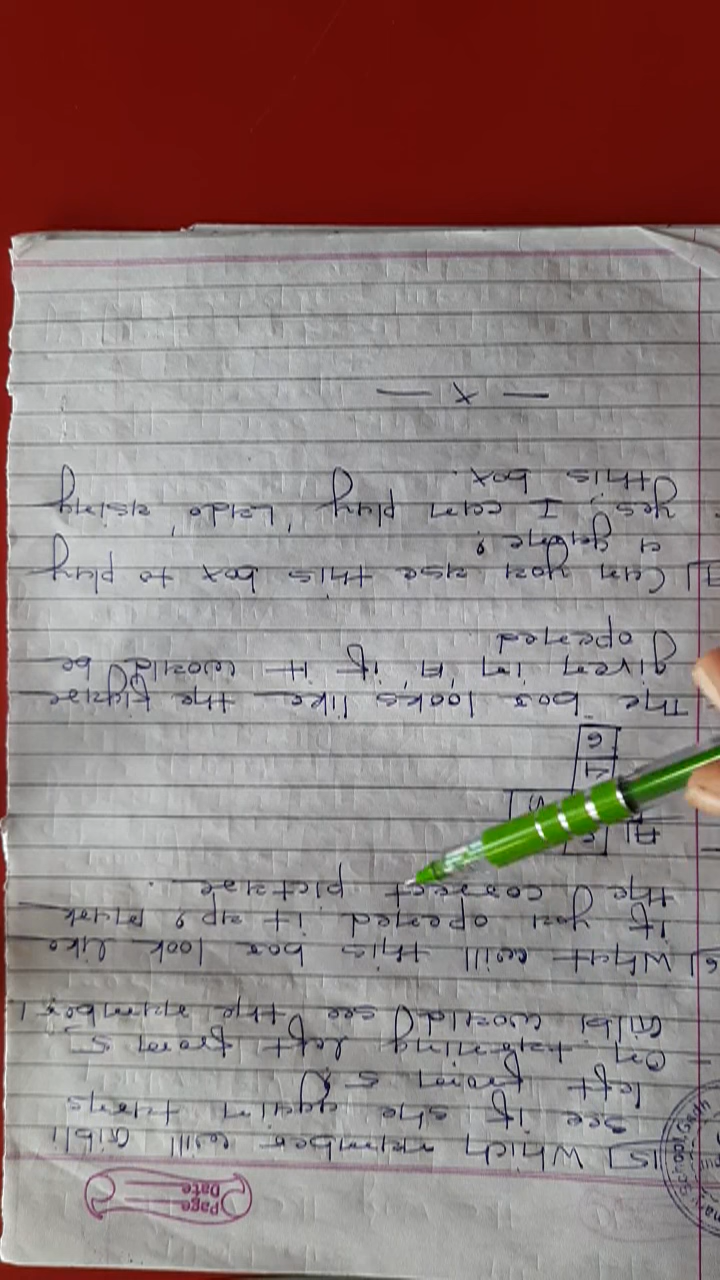 Page
Date
15] Which number will Gibli
see if she again turns
left from 5?
- On turning left from 5
Gibli would see the number 1
6] What will this box look like
if you opened it up? Mark
the correct picture.
A]
The box looks like the figure
given in 'A' if it would be
opened.
7] Can you use this box to play
a game?
Yes, I can play 'Ludo' using
this box.
— x —